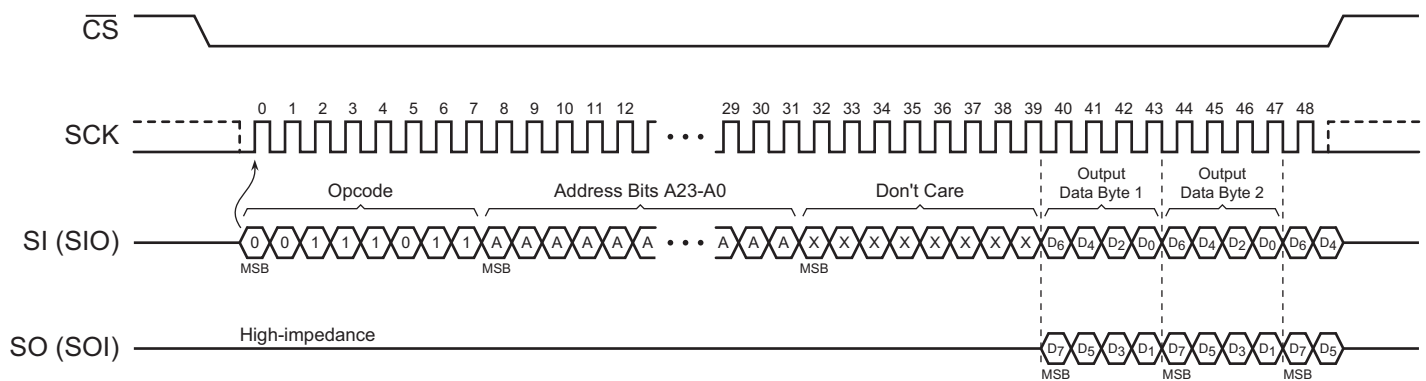 CS
SCK
0 1 2 3 4 5 6 7 8 9 10 11 12 29 30 31 32 33 34 35 36 37 38 39 40 41 42 43 44 45 46 47 48
Opcode
Address Bits A23-A0
Don't Care
Output
Data Byte 1
Output
Data Byte 2
SI (SIO)
0 0 1 1 1 0 1 1 A A A A A A A A A X X X X X X X X D6 D4 D2 D0 D6 D4 D2 D0 D6 D4
MSB MSB MSB
High-impedance
SO (SOI)
D7 D5 D3 D1 D7 D5 D3 D1 D7 D5
MSB MSB MSB